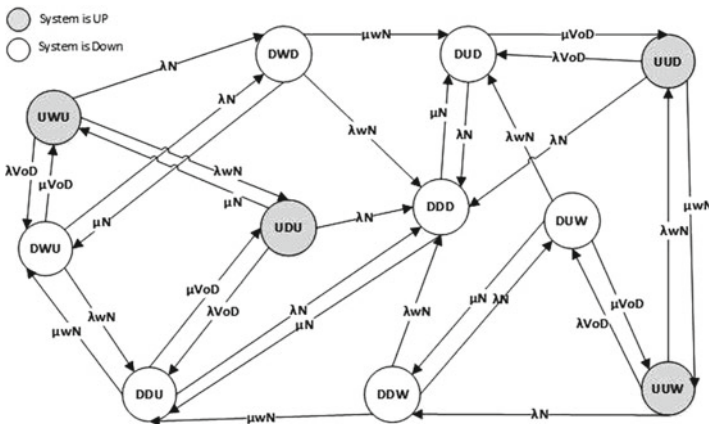 System is UP
System is Down
DWD
μwN
DUD
μVoD
λVoD
UUD
λN
λN
UWU
λwN
μN
λN
λwN
λN
λVoD
μVoD
λwN
μN
μN
UDU
λN
DDD
DUW
μwN
λwN
DWU
μVoD
λVoD
μwN
λwN
λN
μN
λwN
μN
λN
λVoD
μVoD
DDU
DDW
UUW
μwN
λN